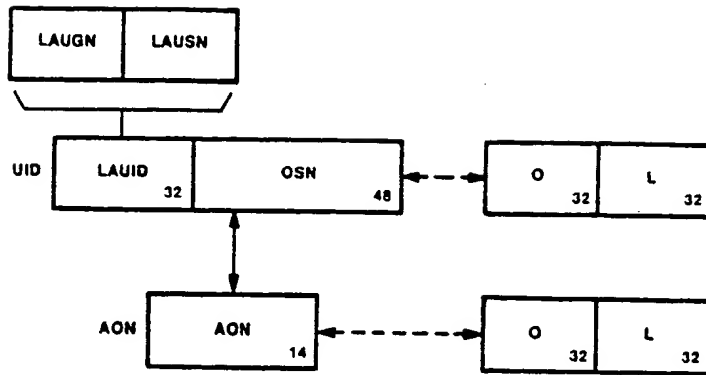 LAUGN LAUSN
UID LAUID 32 OSN 48 O 32 L 32
AON AON 14 O 32 L 32